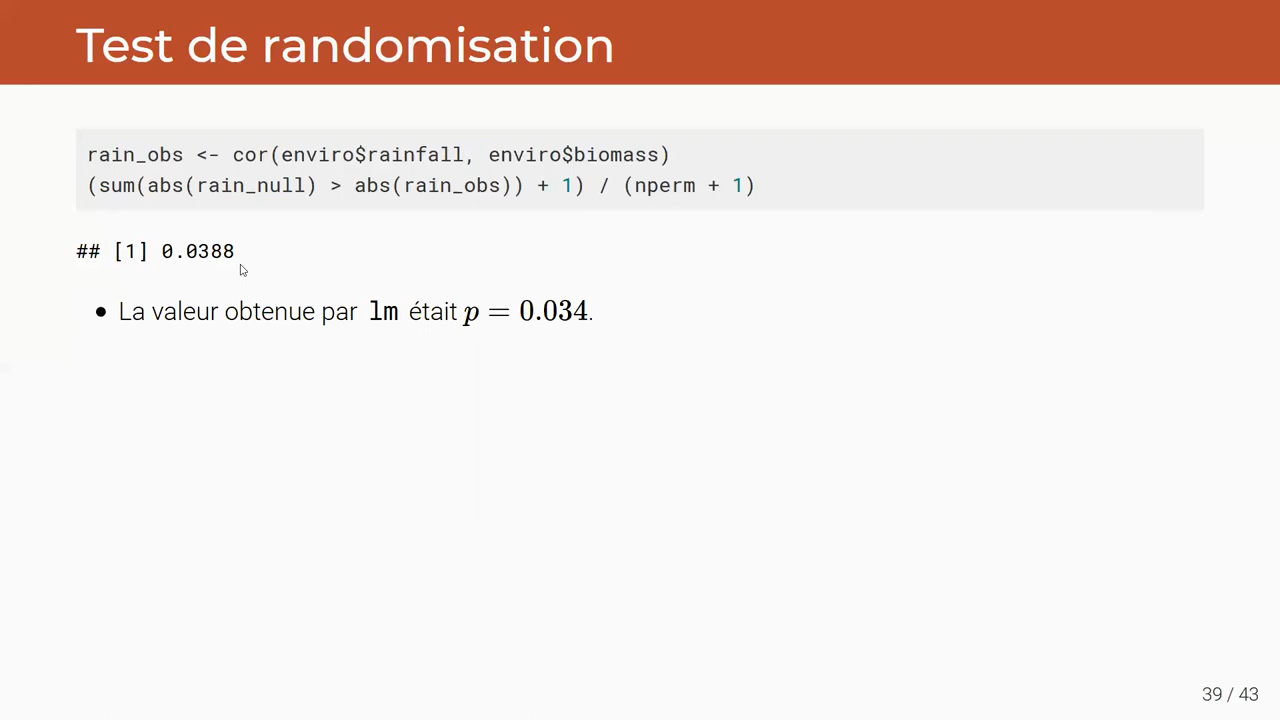 Test de randomisation
rain_obs <- cor(enviro$rainfall, enviro$biomass)
(sum(abs(rain_null) > abs(rain_obs)) + 1) / (nperm + 1)
## [1] 0.0388
• La valeur obtenue par lm était p = 0.034.
39 / 43